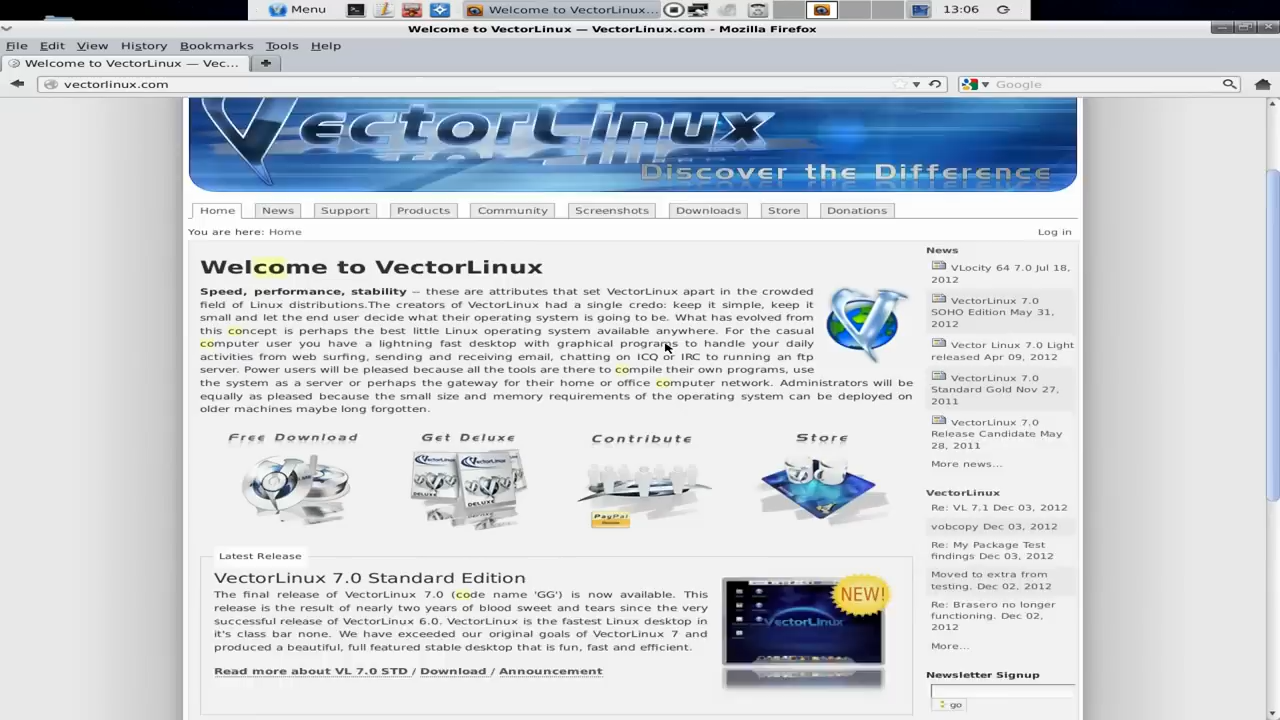 Menu
Welcome to VectorLinux...
13:06
Welcome to VectorLinux — VectorLinux.com - Mozilla Firefox
File Edit View History Bookmarks Tools Help
Welcome to VectorLinux — Vec...
vectorlinux.com
Google
VectorLinux
Discover the Difference
Home News Support Products Community Screenshots Downloads Store Donations
You are here: Home
Log in
Welcome to VectorLinux
Speed, performance, stability -- these are attributes that set VectorLinux apart in the crowded
field of Linux distributions.The creators of VectorLinux had a single credo: keep it simple, keep it
small and let the end user decide what their operating system is going to be. What has evolved from
this concept is perhaps the best little Linux operating system available anywhere. For the casual
computer user you have a lightning fast desktop with graphical programs to handle your daily
activities from web surfing, sending and receiving email, chatting on ICQ or IRC to running an ftp
server. Power users will be pleased because all the tools are there to compile their own programs, use
the system as a server or perhaps the gateway for their home or office computer network. Administrators will be
equally as pleased because the small size and memory requirements of the operating system can be deployed on
older machines maybe long forgotten.
Free Download
Get Deluxe
VectorLinux
VectorLinux
DELUXE
DELUXE
Contribute
PayPal
Store
Latest Release
VectorLinux 7.0 Standard Edition
The final release of VectorLinux 7.0 (code name 'GG') is now available. This
release is the result of nearly two years of blood sweat and tears since the very
successful release of VectorLinux 6.0. VectorLinux is the fastest Linux desktop in
it's class bar none. We have exceeded our original goals of VectorLinux 7 and
produced a beautiful, full featured stable desktop that is fun, fast and efficient.
Read more about VL 7.0 STD / Download / Announcement
NEW!
VectorLinux
News
VLocity 64 7.0 Jul 18,
2012
VectorLinux 7.0
SOHO Edition May 31,
2012
Vector Linux 7.0 Light
released Apr 09, 2012
VectorLinux 7.0
Standard Gold Nov 27,
2011
VectorLinux 7.0
Release Candidate May
28, 2011
More news...
VectorLinux
Re: VL 7.1 Dec 03, 2012
vobcopy Dec 03, 2012
Re: My Package Test
findings Dec 03, 2012
Moved to extra from
testing. Dec 02, 2012
Re: Brasero no longer
functioning. Dec 02,
2012
More...
Newsletter Signup
go